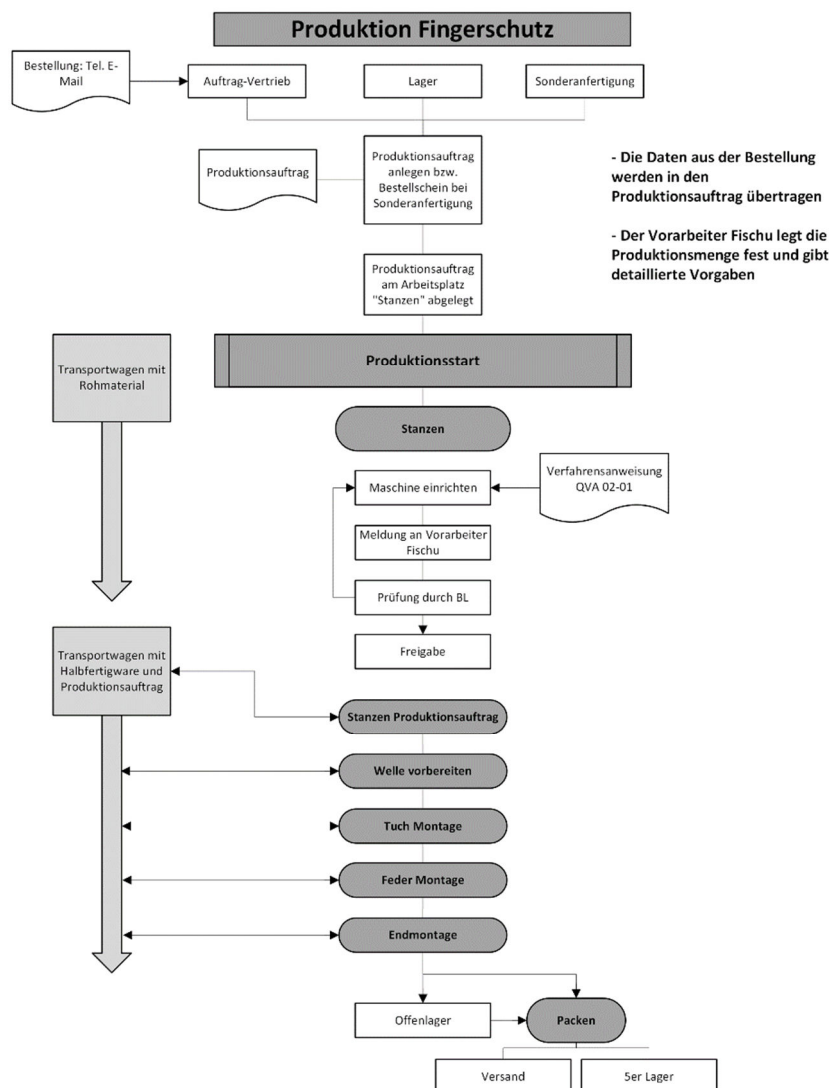 Produktion Fingerschutz
Bestellung: Tel. E-
Mail
Auftrag-Vertrieb
Lager
Sonderanfertigung
Produktionsauftrag
Produktionsauftrag
anlegen bzw.
Bestellschein bei
Sonderanfertigung
- Die Daten aus der Bestellung
werden in den
Produktionsauftrag übertragen
- Der Vorarbeiter Fischu legt die
Produktionsmenge fest und gibt
detaillierte Vorgaben
Produktionsauftrag
am Arbeitsplatz
"Stanzen" abgelegt
Produktionsstart
Transportwagen mit
Rohmaterial
Stanzen
Maschine einrichten
Verfahrensanweisung
QVA 02-01
Meldung an Vorarbeiter
Fischu
Prüfung durch BL
Freigabe
Transportwagen mit
Halbfertigware und
Produktionsauftrag
Stanzen Produktionsauftrag
Welle vorbereiten
Tuch Montage
Feder Montage
Endmontage
Offenlager
Packen
Versand
5er Lager